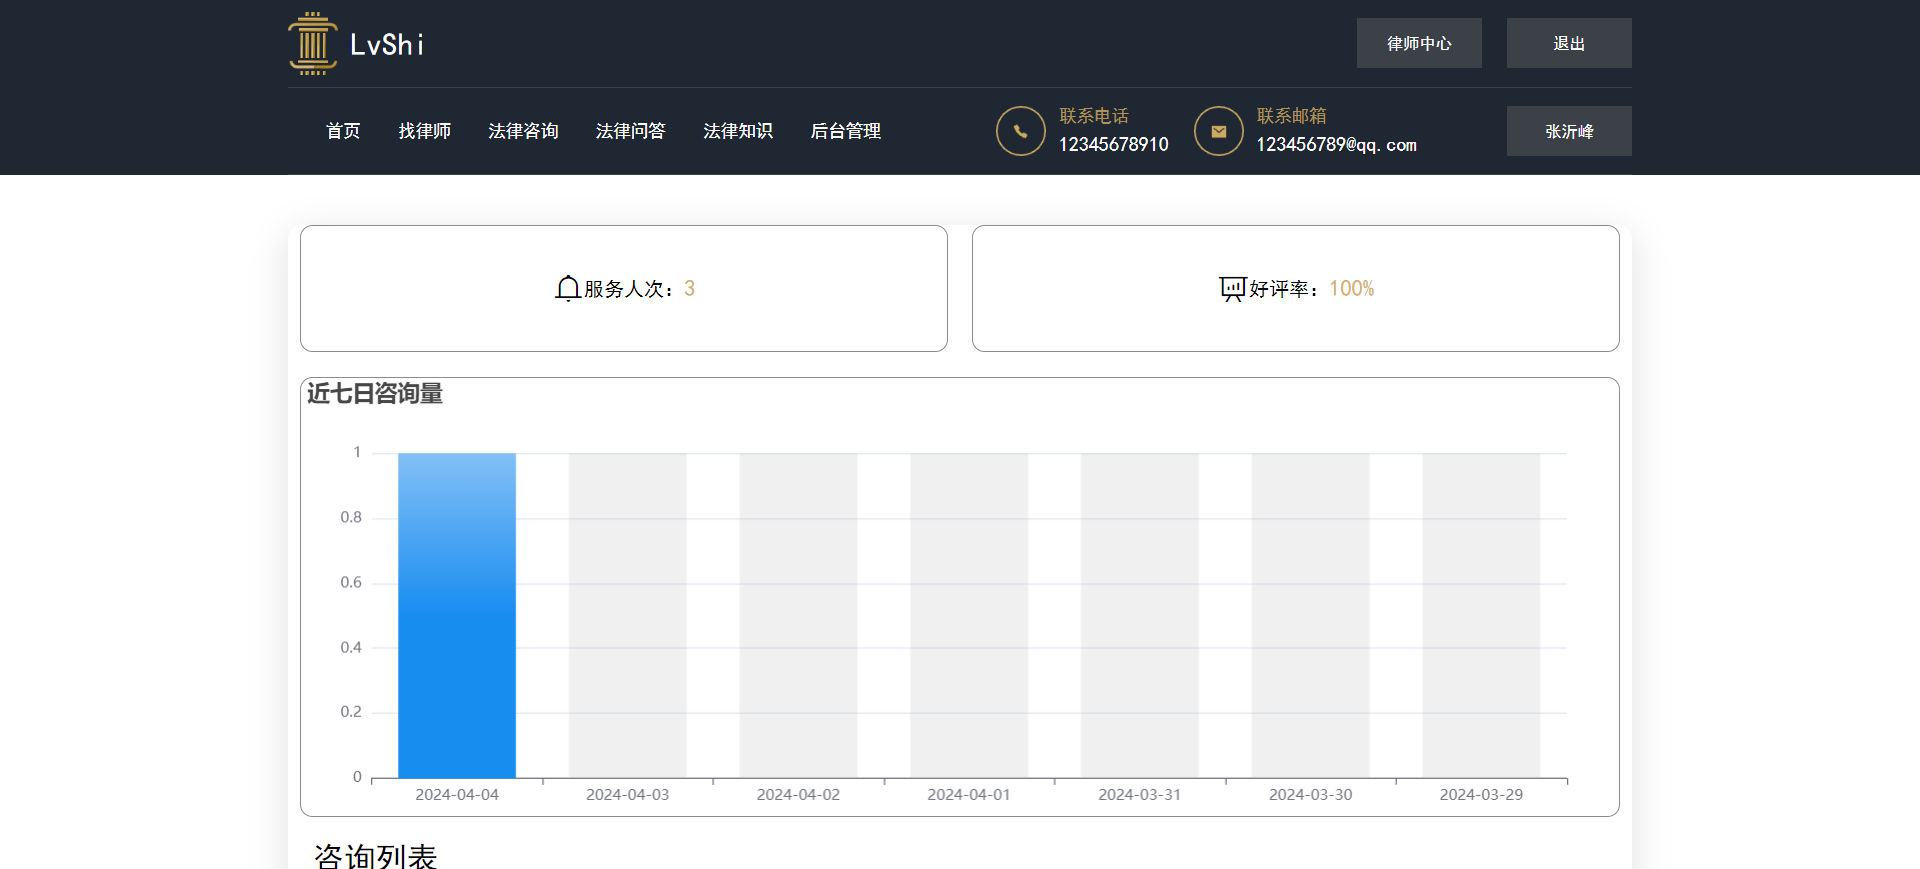 LvShi
律师中心
退出
首页 找律师 法律咨询 法律问答 法律知识 后台管理
联系电话
12345678910
联系邮箱
123456789@qq.com
张沂峰
服务人次：3
好评率：100%
近七日咨询量
1
0.8
0.6
0.4
0.2
0
2024-04-04 2024-04-03 2024-04-02 2024-04-01 2024-03-31 2024-03-30 2024-03-29
咨询列表